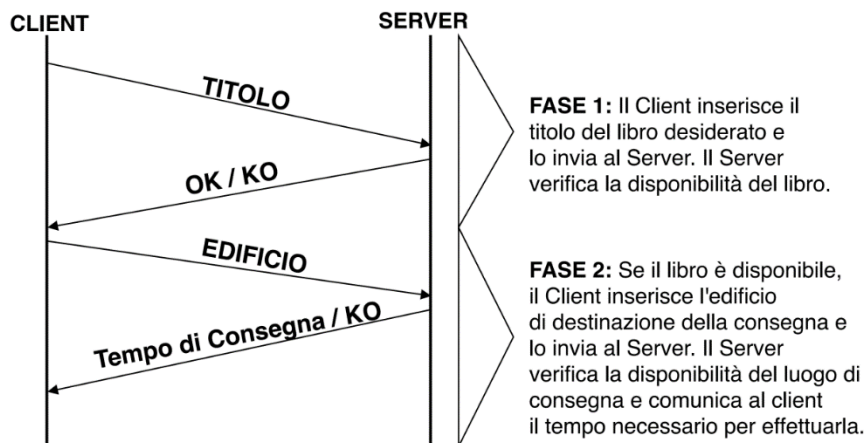 CLIENT
SERVER
TITOLO
OK / KO
EDIFICIO
Tempo di Consegna / KO
FASE 1: Il Client inserisce il
titolo del libro desiderato e
lo invia al Server. Il Server
verifica la disponibilità del libro.
FASE 2: Se il libro è disponibile,
il Client inserisce l'edificio
di destinazione della consegna e
lo invia al Server. Il Server
verifica la disponibilità del luogo di
consegna e comunica al client
il tempo necessario per effettuarla.